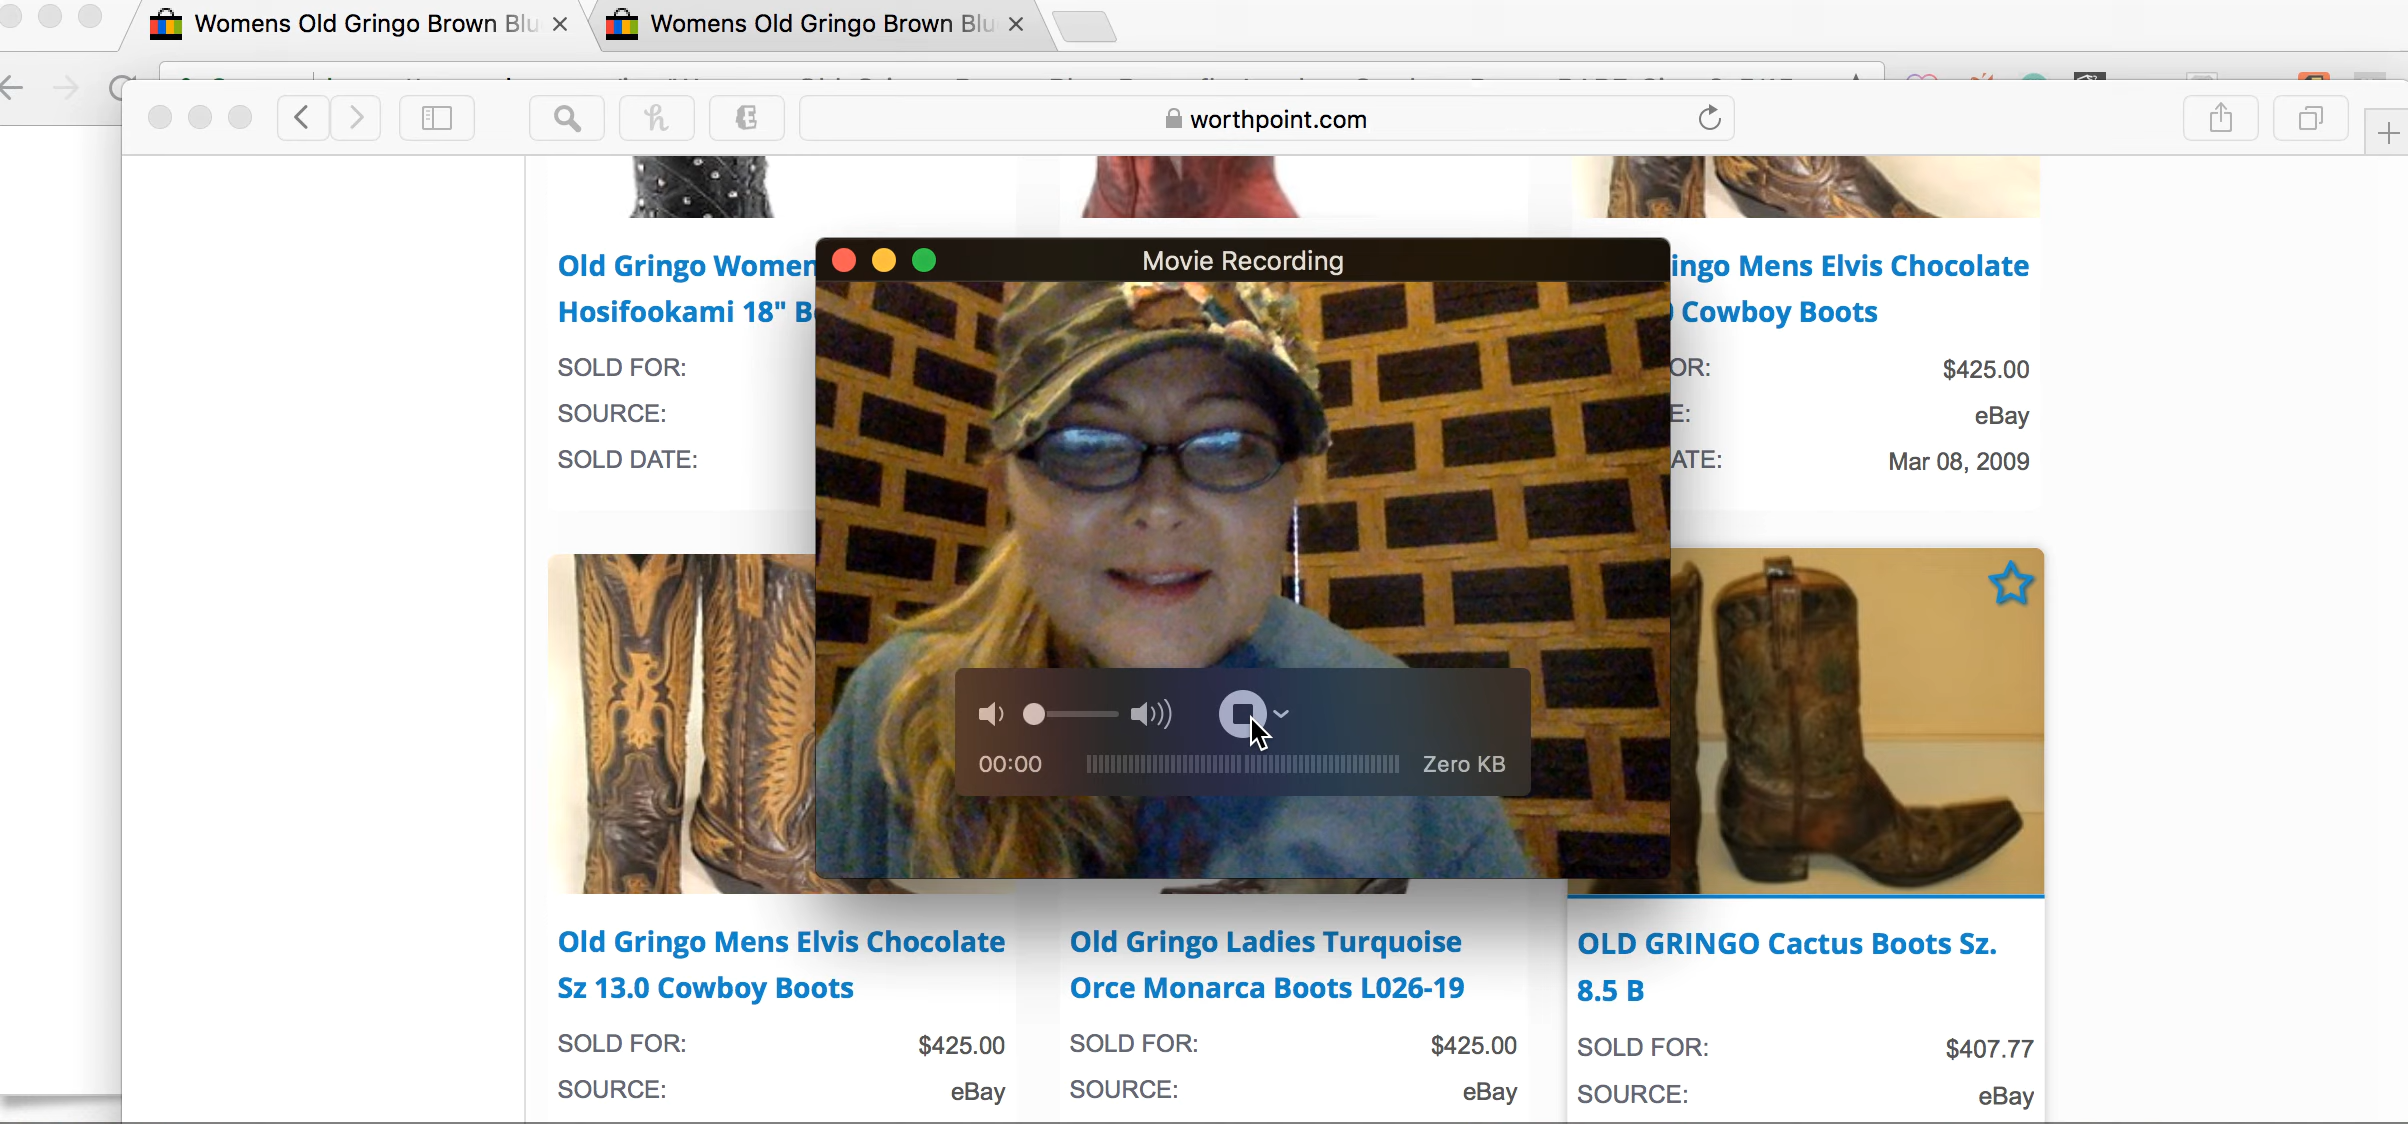 Womens Old Gringo Brown Blu
Womens Old Gringo Brown Blu
worthpoint.com
Movie Recording
Old Gringo Women
Hosifookami 18" B
SOLD FOR:
SOURCE:
SOLD DATE:
ingo Mens Elvis Chocolate
Cowboy Boots
OR: $425.00
E: eBay
ATE: Mar 08, 2009
00:00 Zero KB
Old Gringo Mens Elvis Chocolate
Sz 13.0 Cowboy Boots
SOLD FOR: $425.00
SOURCE: eBay
Old Gringo Ladies Turquoise
Orce Monarca Boots L026-19
SOLD FOR: $425.00
SOURCE: eBay
OLD GRINGO Cactus Boots Sz.
8.5 B
SOLD FOR: $407.77
SOURCE: eBay